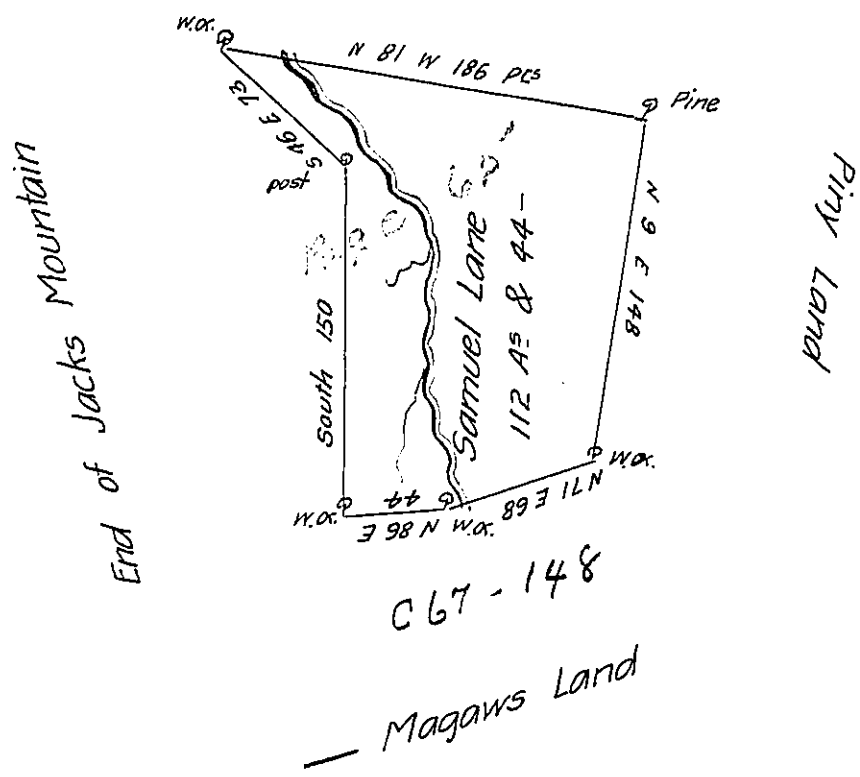 W.O.
N 81 W 186 PCS
Pine
S 46 E 73
post
End of Jacks Mountain
South 150
Samuel Lane
112 As & 44-
N 9 E 148
Piny Land
W.O.
N 86 E 44
W.O.
N 71 E 68
W.O.
C 67 - 148
Magaws Land